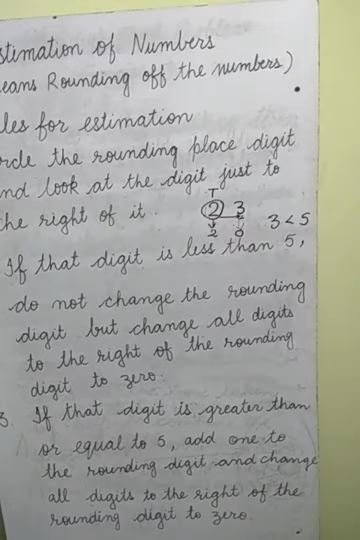 stimation of Numbers
eans Rounding off the numbers)
les for estimation
rcle the rounding place digit
nd look at the digit just to
T
he right of it. 2 3
2 0 3 < 5
If that digit is less than 5,
do not change the rounding
digit but change all digits
to the right of the rounding
digit to zero.
3. If that digit is greater than
or equal to 5, add one to
the rounding digit and change
all digits to the right of the
rounding digit to zero.